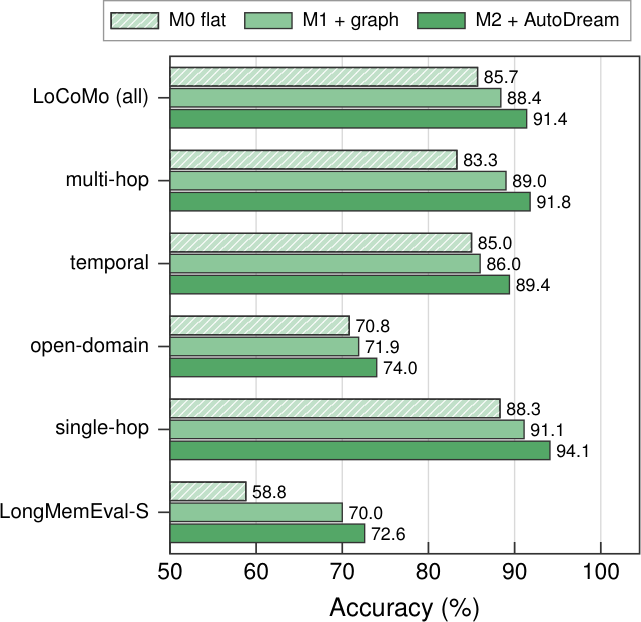 M0 flat M1 + graph M2 + AutoDream
LoCoMo (all) 85.7
88.4
91.4
multi-hop 83.3
89.0
91.8
temporal 85.0
86.0
89.4
open-domain 70.8
71.9
74.0
single-hop 88.3
91.1
94.1
LongMemEval-S 58.8
70.0
72.6
50 60 70 80 90 100
Accuracy (%)